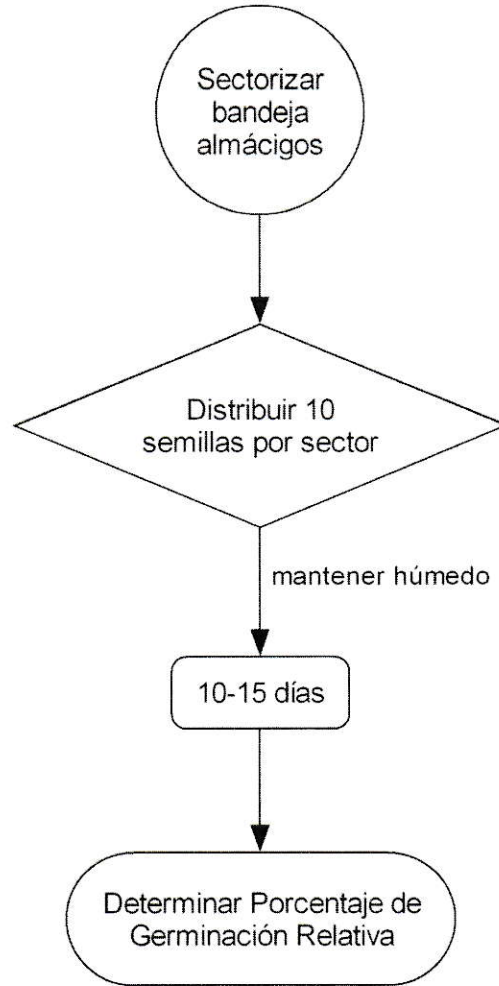 Sectorizar
bandeja
almácigos
Distribuir 10
semillas por sector
mantener húmedo
10-15 días
Determinar Porcentaje de
Germinación Relativa